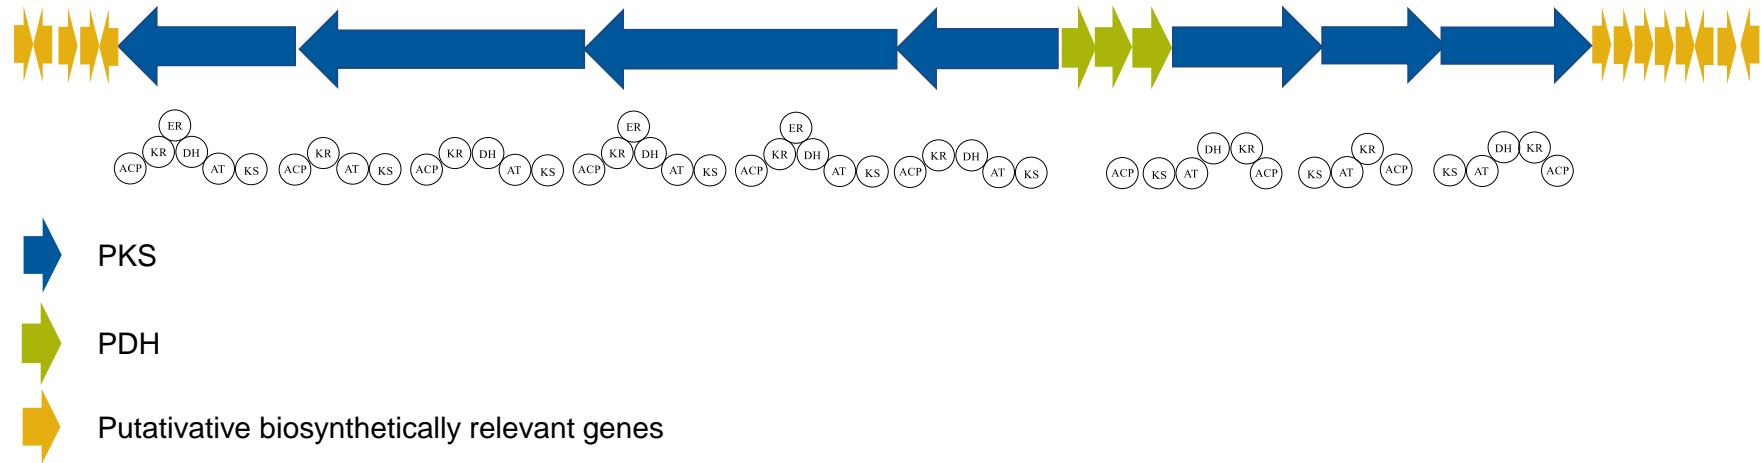 ER ER ER
KR DH KR KR DH KR DH KR DH KR DH DH KR KR DH KR
ACP AT KS ACP AT KS ACP AT KS ACP AT KS ACP AT KS ACP AT KS ACP KS AT ACP KS AT ACP KS AT ACP
PKS
PDH
Putativative biosynthetically relevant genes